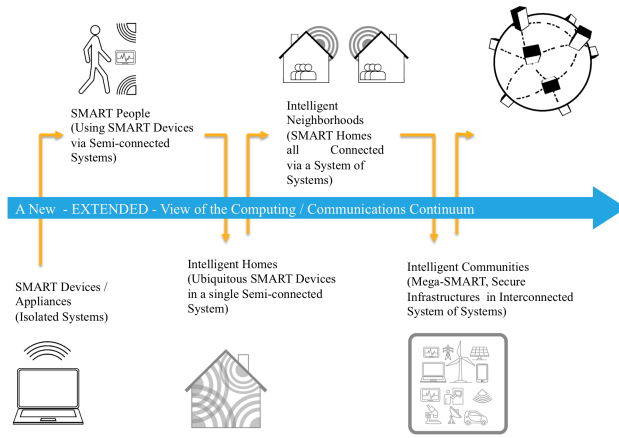 SMART People
(Using SMART Devices
via Semi-connected
Systems)
Intelligent
Neighborhoods
(SMART Homes
all Connected
via a System of
Systems)
A New - EXTENDED - View of the Computing / Communications Continuum
SMART Devices /
Appliances
(Isolated Systems)
Intelligent Homes
(Ubiquitous SMART Devices
in a single Semi-connected
System)
Intelligent Communities
(Mega-SMART, Secure
Infrastructures in Interconnected
System of Systems)